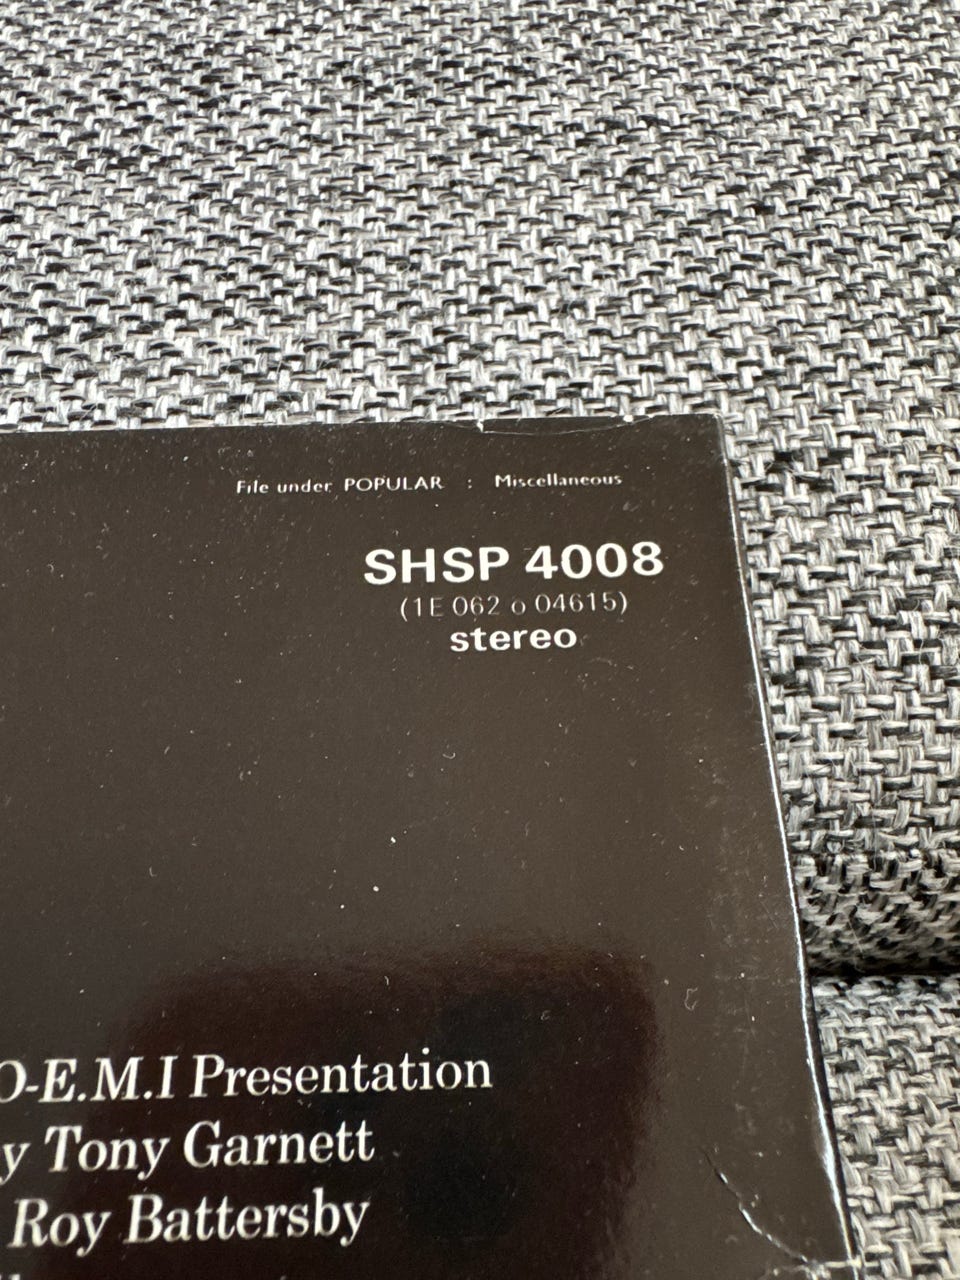 File under POPULAR : Miscellaneous
SHSP 4008
(1E 062 o 04615)
stereo
O-E.M.I Presentation
y Tony Garnett
Roy Battersby